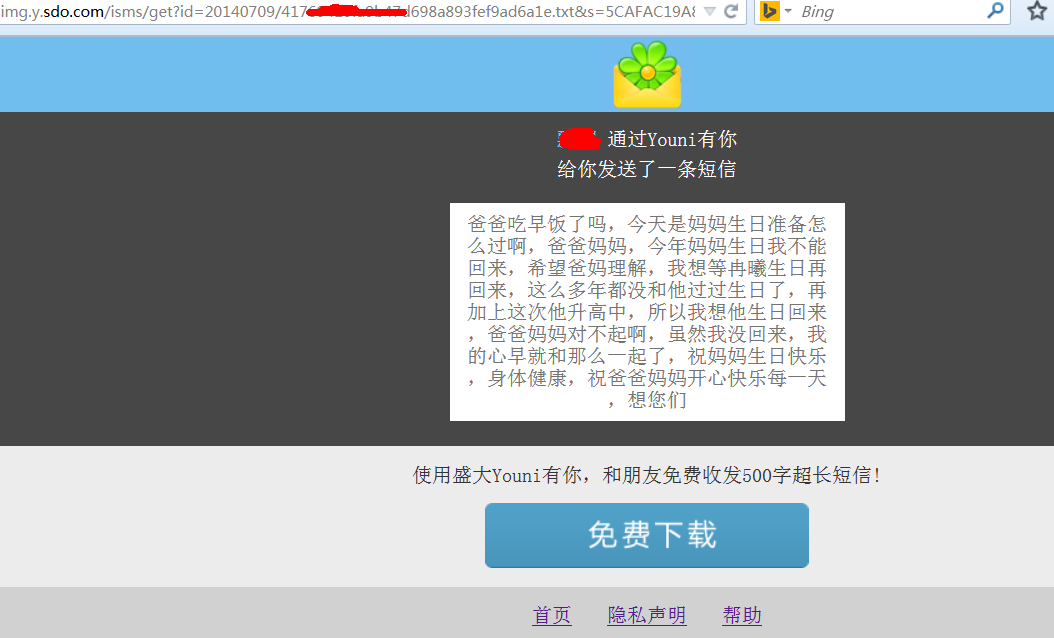 img.y.sdo.com/isms/get?id=20140709/417 d698a893fef9ad6a1e.txt&s=5CAFAC19A8 Bing
通过Youni有你
给你发送了一条短信
爸爸吃早饭了吗，今天是妈妈生日准备怎
么过啊，爸爸妈妈，今年妈妈生日我不能
回来，希望爸妈理解，我想等冉曦生日再
回来，这么多年都没和他过过生日了，再
加上这次他升高中，所以我想他生日回来
，爸爸妈妈对不起啊，虽然我没回来，我
的心早就和那么一起了，祝妈妈生日快乐
，身体健康，祝爸爸妈妈开心快乐每一天
，想您们
使用盛大Youni有你，和朋友免费收发500字超长短信！
免费下载
首页 隐私声明 帮助